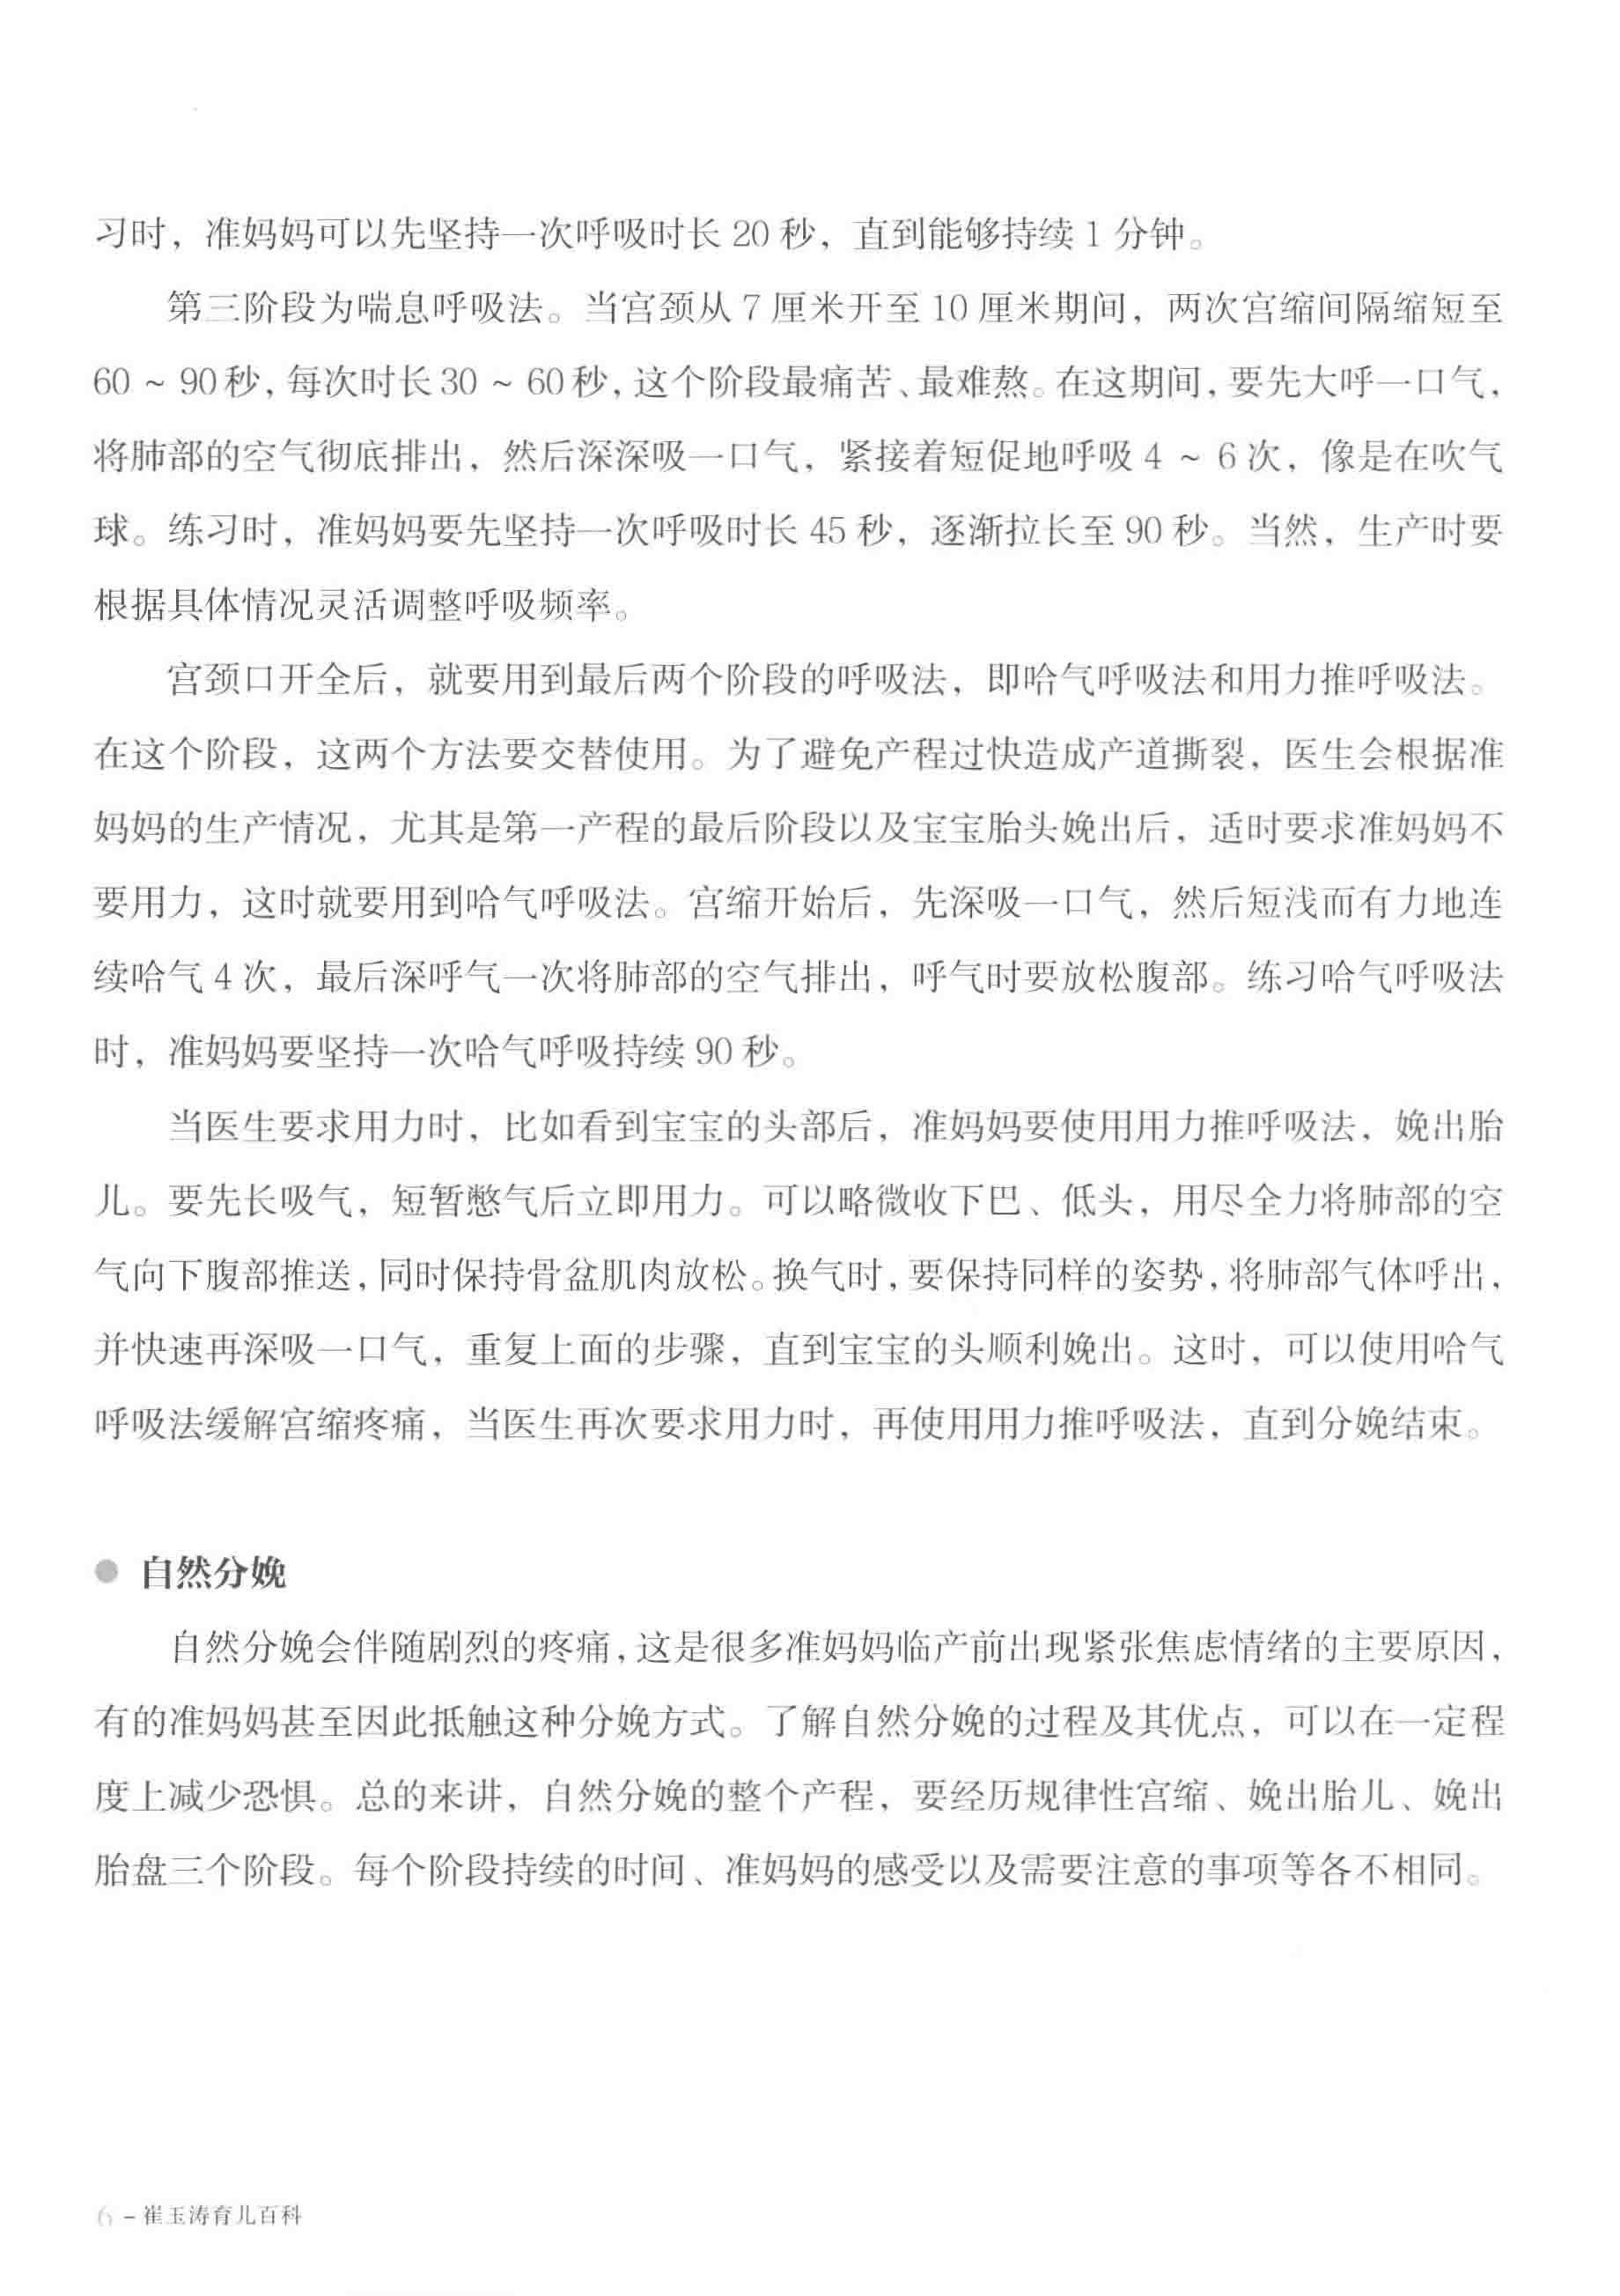 习时，准妈妈可以先坚持一次呼吸时长 20 秒，直到能够持续 1 分钟。
第三阶段为喘息呼吸法。当宫颈从 7 厘米开至 10 厘米期间，两次宫缩间隔缩短至
60 ~ 90 秒，每次时长 30 ~ 60 秒，这个阶段最痛苦、最难熬。在这期间，要先大呼一口气，
将肺部的空气彻底排出，然后深深吸一口气，紧接着短促地呼吸 4 ~ 6 次，像是在吹气
球。练习时，准妈妈要先坚持一次呼吸时长 45 秒，逐渐拉长至 90 秒。当然，生产时要
根据具体情况灵活调整呼吸频率。
宫颈口开全后，就要用到最后两个阶段的呼吸法，即哈气呼吸法和用力推呼吸法。
在这个阶段，这两个方法要交替使用。为了避免产程过快造成产道撕裂，医生会根据准
妈妈的生产情况，尤其是第一产程的最后阶段以及宝宝胎头娩出后，适时要求准妈妈不
要用力，这时就要用到哈气呼吸法。宫缩开始后，先深吸一口气，然后短浅而有力地连
续哈气 4 次，最后深呼气一次将肺部的空气排出，呼气时要放松腹部。练习哈气呼吸法
时，准妈妈要坚持一次哈气呼吸持续 90 秒。
当医生要求用力时，比如看到宝宝的头部后，准妈妈要使用用力推呼吸法，娩出胎
儿。要先长吸气，短暂憋气后立即用力。可以略微收下巴、低头，用尽全力将肺部的空
气向下腹部推送，同时保持骨盆肌肉放松。换气时，要保持同样的姿势，将肺部气体呼出，
并快速再深吸一口气，重复上面的步骤，直到宝宝的头顺利娩出。这时，可以使用哈气
呼吸法缓解宫缩疼痛，当医生再次要求用力时，再使用用力推呼吸法，直到分娩结束。
● 自然分娩
自然分娩会伴随剧烈的疼痛，这是很多准妈妈临产前出现紧张焦虑情绪的主要原因，
有的准妈妈甚至因此抵触这种分娩方式。了解自然分娩的过程及其优点，可以在一定程
度上减少恐惧。总的来讲，自然分娩的整个产程，要经历规律性宫缩、娩出胎儿、娩出
胎盘三个阶段。每个阶段持续的时间、准妈妈的感受以及需要注意的事项等各不相同。
6 – 崔玉涛育儿百科